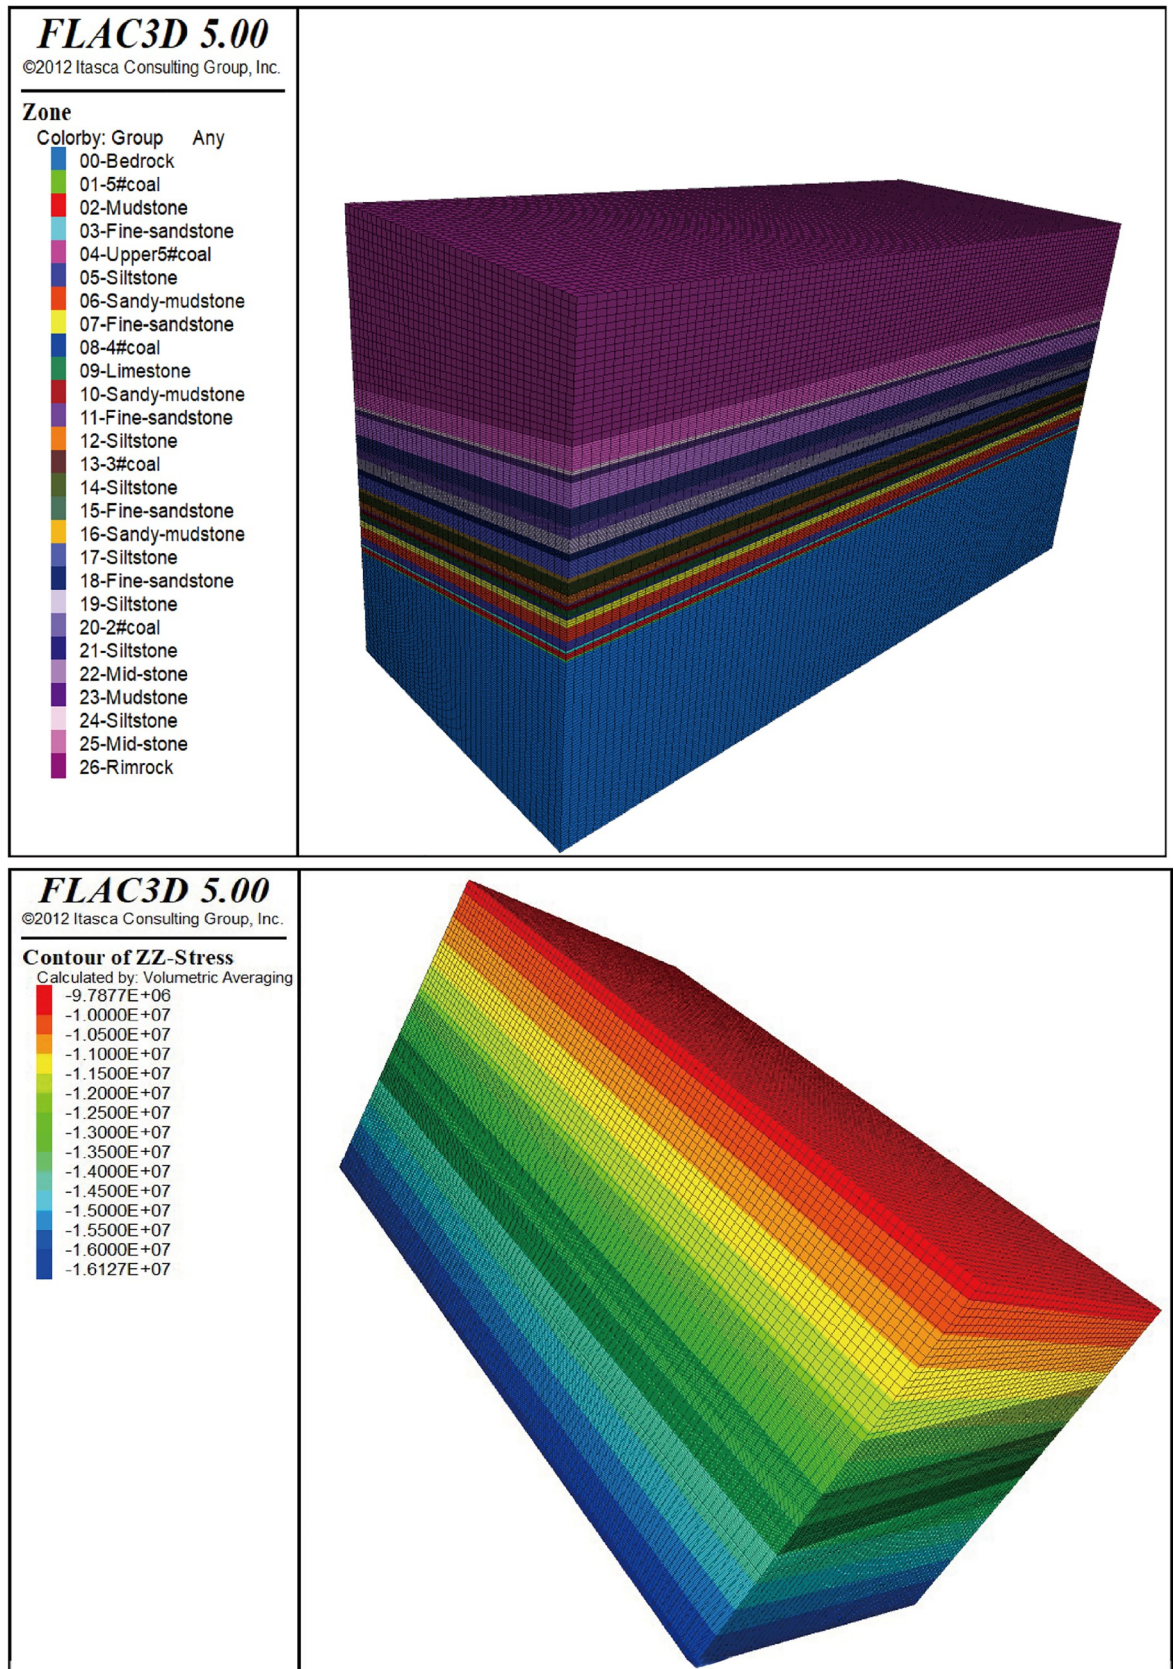 FLAC3D 5.00
©2012 Itasca Consulting Group, Inc.
Zone
Colorby: Group Any
00-Bedrock
01-5#coal
02-Mudstone
03-Fine-sandstone
04-Upper5#coal
05-Siltstone
06-Sandy-mudstone
07-Fine-sandstone
08-4#coal
09-Limestone
10-Sandy-mudstone
11-Fine-sandstone
12-Siltstone
13-3#coal
14-Siltstone
15-Fine-sandstone
16-Sandy-mudstone
17-Siltstone
18-Fine-sandstone
19-Siltstone
20-2#coal
21-Siltstone
22-Mid-stone
23-Mudstone
24-Siltstone
25-Mid-stone
26-Rimrock
FLAC3D 5.00
©2012 Itasca Consulting Group, Inc.
Contour of ZZ-Stress
Calculated by: Volumetric Averaging
-9.7877E+06
-1.0000E+07
-1.0500E+07
-1.1000E+07
-1.1500E+07
-1.2000E+07
-1.2500E+07
-1.3000E+07
-1.3500E+07
-1.4000E+07
-1.4500E+07
-1.5000E+07
-1.5500E+07
-1.6000E+07
-1.6127E+07